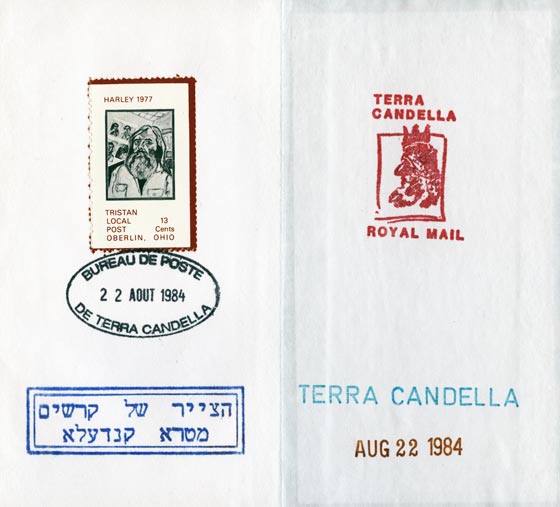 HARLEY 1977
TRISTAN
LOCAL 13
POST Cents
OBERLIN, OHIO
BUREAU DE POSTE
22 AOUT 1984
DE TERRA CANDELLA
הצייר של קרשים
מטרא קנדעלא
TERRA
CANDELLA
ROYAL MAIL
TERRA CANDELLA
AUG 22 1984